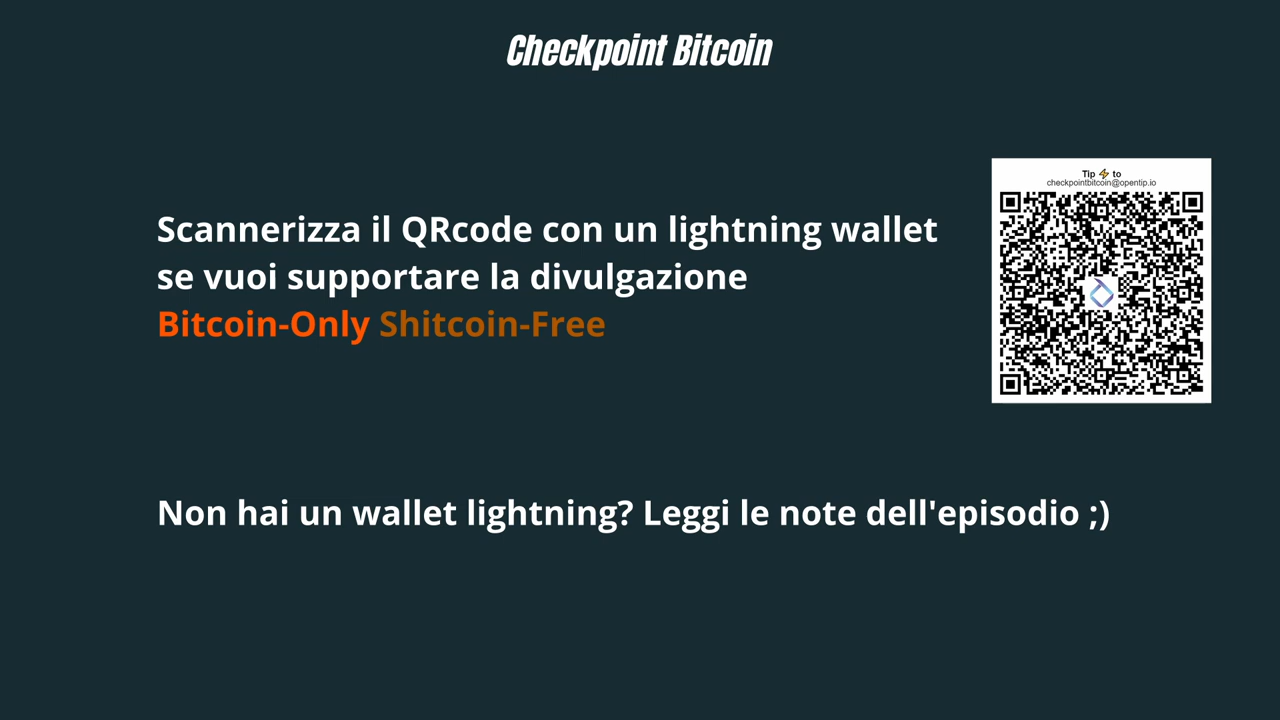 Checkpoint Bitcoin
Tip ⚡ to
checkpointbitcoin@opentip.io
Scannerizza il QRcode con un lightning wallet
se vuoi supportare la divulgazione
Bitcoin-Only Shitcoin-Free
Non hai un wallet lightning? Leggi le note dell'episodio ;)